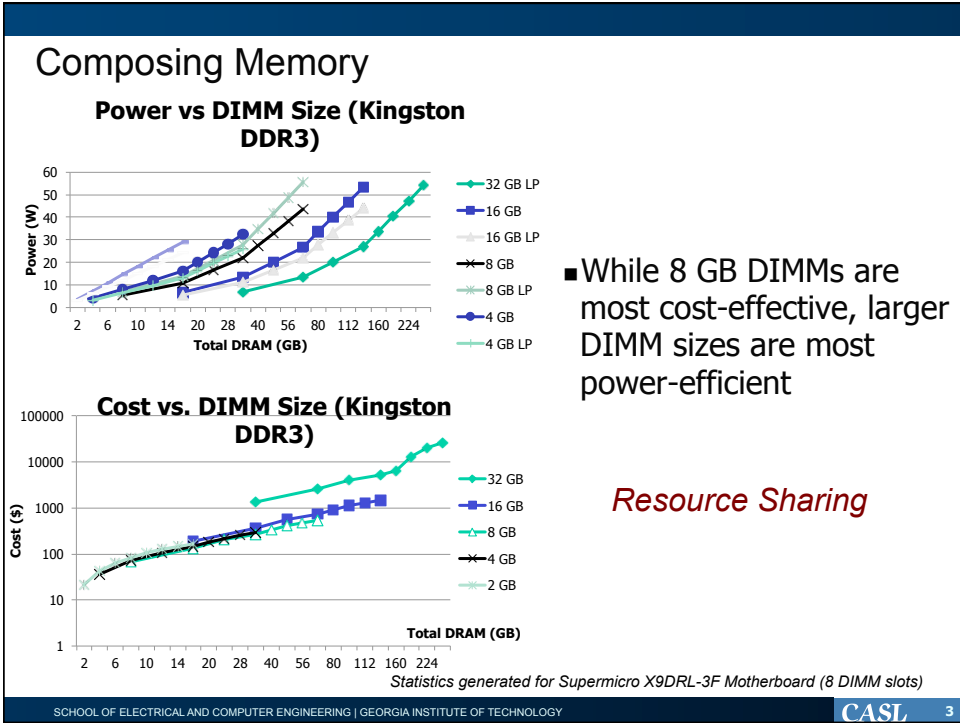 Composing Memory
Power vs DIMM Size (Kingston
DDR3)
60
50
40
30
20
10
0
Power (W)
2 6 10 14 20 28 40 56 80 112 160 224
Total DRAM (GB)
32 GB LP
16 GB
16 GB LP
8 GB
8 GB LP
4 GB
4 GB LP
■While 8 GB DIMMs are
most cost-effective, larger
DIMM sizes are most
power-efficient
Resource Sharing
Cost vs. DIMM Size (Kingston
DDR3)
100000
10000
1000
100
10
1
Cost ($)
2 6 10 14 20 28 40 56 80 112 160 224
Total DRAM (GB)
32 GB
16 GB
8 GB
4 GB
2 GB
Statistics generated for Supermicro X9DRL-3F Motherboard (8 DIMM slots)
SCHOOL OF ELECTRICAL AND COMPUTER ENGINEERING | GEORGIA INSTITUTE OF TECHNOLOGY
CASL 3